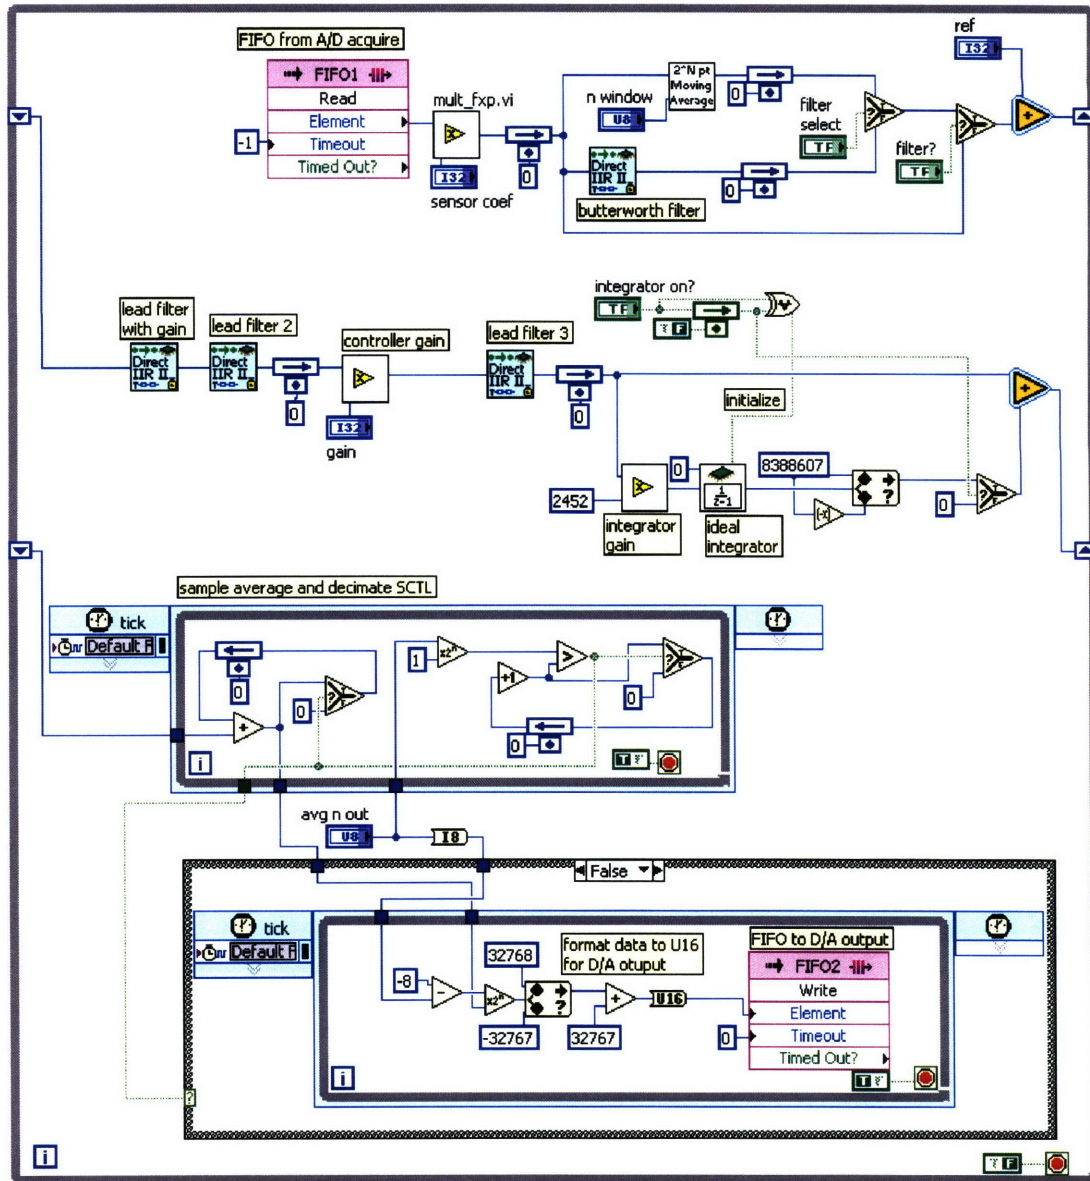 FIFO from A/D acquire
FIFO1
Read
Element
Timeout
Timed Out?
-1
mult_fxp.vi
I32
sensor coef
0
n window
U8
2^N pt
Moving
Average
0
Direct
IIR II
butterworth filter
0
filter
select
TF
filter?
TF
ref
I32
+
lead filter
with gain
Direct
IIR II
lead filter 2
Direct
IIR II
0
controller gain
I32
gain
lead filter 3
Direct
IIR II
0
integrator on?
TF
F
initialize
2452
integrator
gain
0
1
z-1
ideal
integrator
8388607
?
(-x)
0
?
+
sample average and decimate SCTL
tick
Default F
0
+
0
?
1
x2^n
+1
>
0
?
0
i
T
avg n out
U8
I8
False
tick
Default F
-8
-
x2^n
32768
-32767
?
format data to U16
for D/A otuput
+
32767
U16
FIFO to D/A output
FIFO2
Write
Element
Timeout
Timed Out?
0
T
i
?
i
F